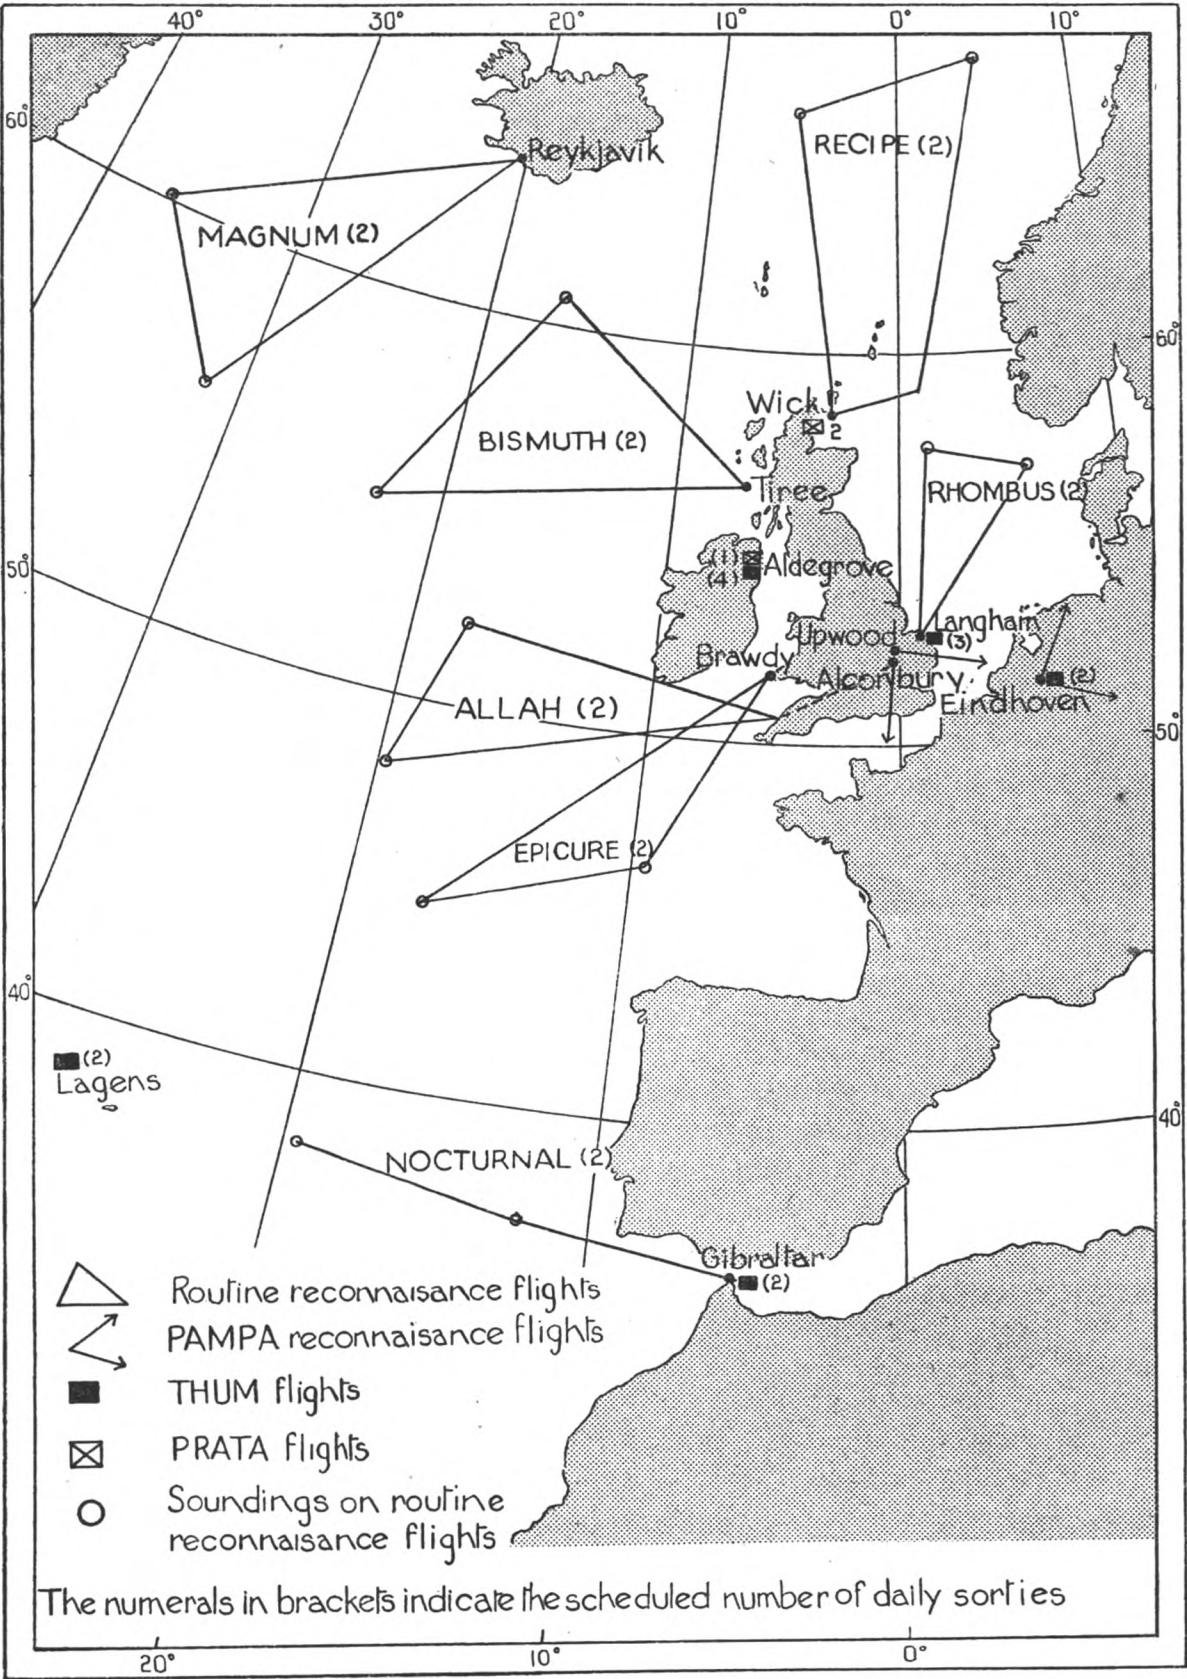 40° 30° 20° 10° 0° 10°
60°
Reykjavik
RECIPE (2)
MAGNUM (2)
60°
Wick
2
BISMUTH (2)
Tiree
RHOMBUS (2)
50°
(1)
(4)
Aldegrove
Langham
(3)
Upwood
Brawdy
Alconbury
(2)
Eindhoven
ALLAH (2)
50°
EPICURE (2)
40°
(2)
Lagens
40°
NOCTURNAL (2)
Gibraltar
(2)
Routine reconnaisance flights
PAMPA reconnaisance flights
THUM flights
PRATA flights
Soundings on routine
reconnaisance flights
The numerals in brackets indicate the scheduled number of daily sorties
20° 10° 0°